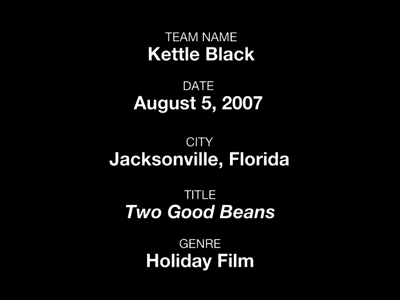 TEAM NAME
Kettle Black
DATE
August 5, 2007
CITY
Jacksonville, Florida
TITLE
Two Good Beans
GENRE
Holiday Film